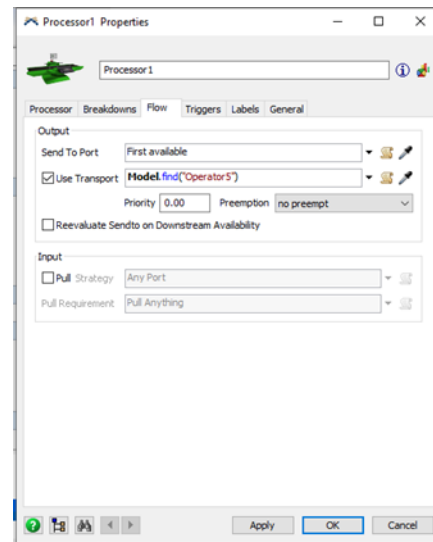 Processor1 Properties
Processor1
Processor Breakdowns Flow Triggers Labels General
Output
Send To Port First available
Use Transport Model.find("Operator5")
Priority 0.00 Preemption no preempt
Reevaluate Sendto on Downstream Availability
Input
Pull Strategy Any Port
Pull Requirement Pull Anything
Apply OK Cancel